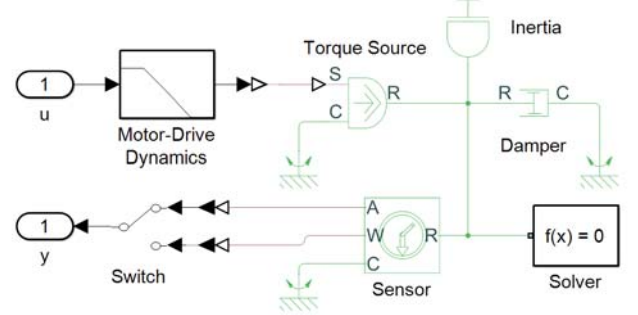 Inertia
Torque Source
1
u
Motor-Drive
Dynamics
S
C
R
R
C
Damper
1
y
Switch
A
W
C
R
Sensor
f(x) = 0
Solver